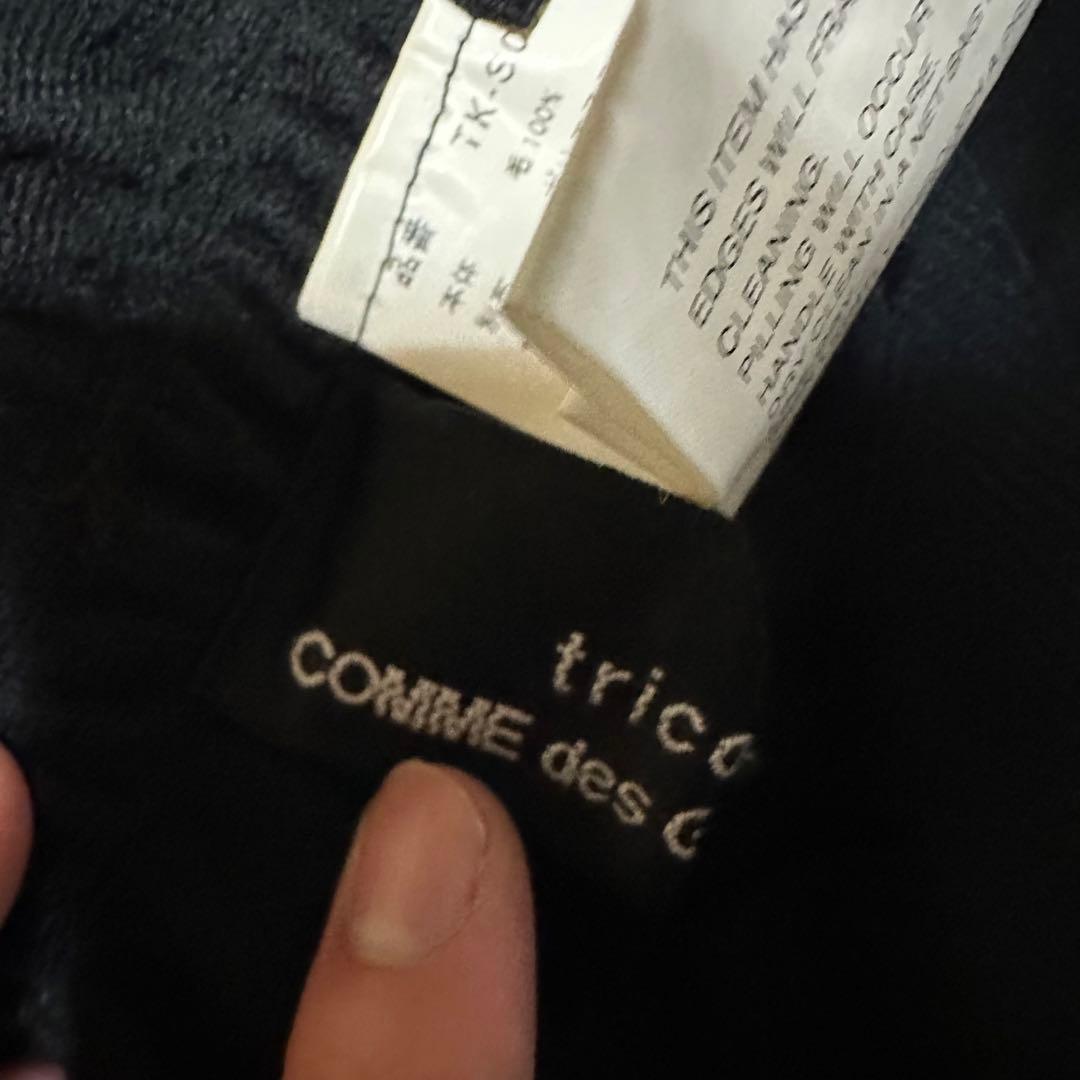 品番 TK-S0
本体 毛100%
THIS ITEM HAS
EDGES WILL FRA
CLEANING.
PILLING WILL OCCUR
HANDLE WITH CARE.
trico
COMME des G